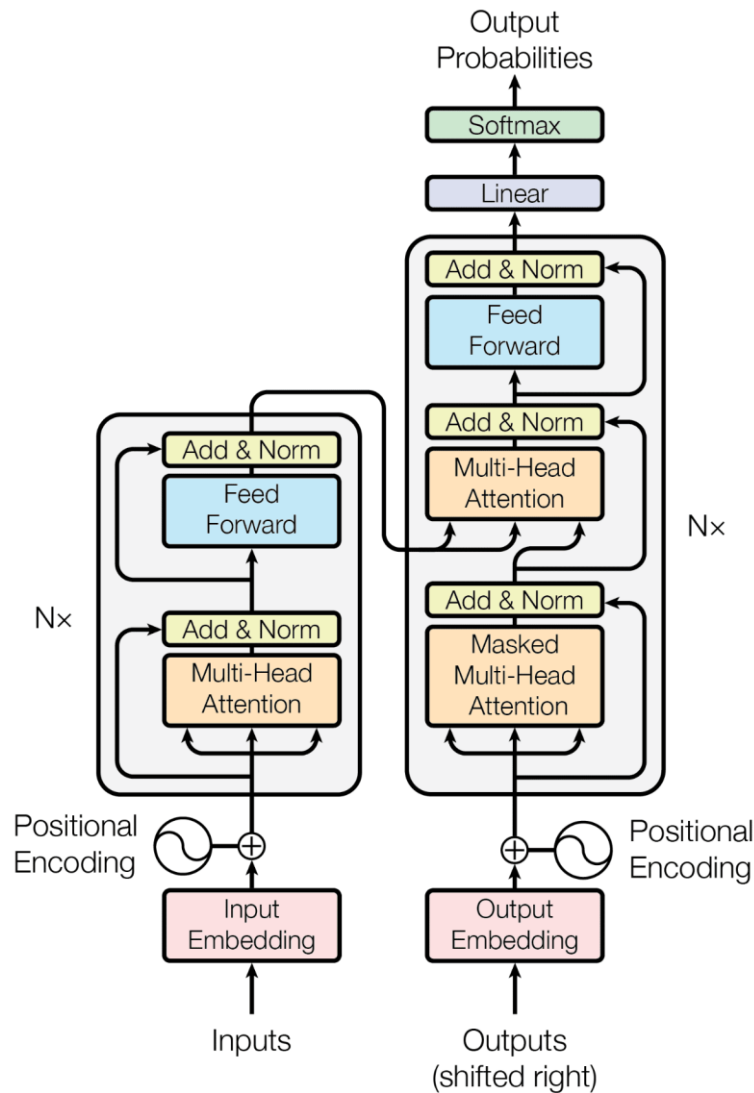 Output
Probabilities
Softmax
Linear
Add & Norm
Feed
Forward
Add & Norm
Multi-Head
Attention
Nx
Add & Norm
Masked
Multi-Head
Attention
Add & Norm
Feed
Forward
Nx
Add & Norm
Multi-Head
Attention
Positional
Encoding
Positional
Encoding
Input
Embedding
Output
Embedding
Inputs
Outputs
(shifted right)